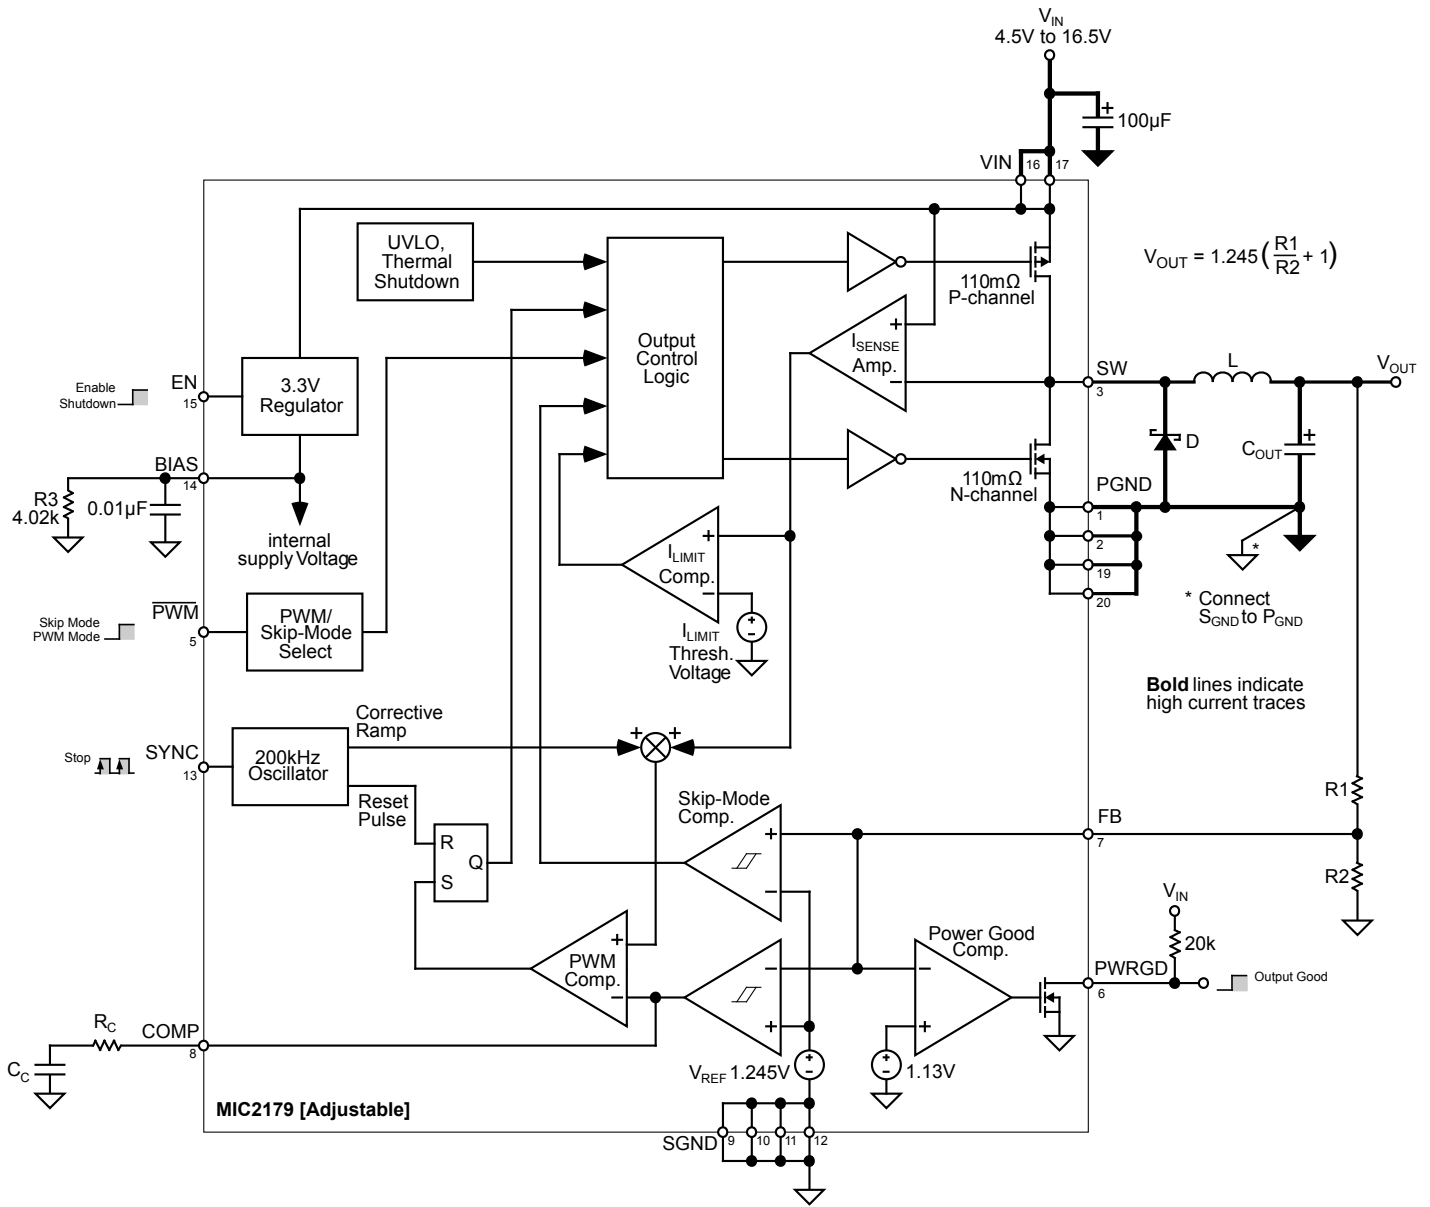 VIN
4.5V to 16.5V
+
100µF
VIN
16
17
UVLO,
Thermal
Shutdown
Output
Control
Logic
110mΩ
P-channel
VOUT = 1.245 (R1/R2 + 1)
+
ISENSE
Amp.
−
SW
3
L
VOUT
Enable
Shutdown
EN
15
3.3V
Regulator
D
+
COUT
BIAS
14
R3
4.02k
0.01µF
internal
supply Voltage
110mΩ
N-channel
PGND
1
2
19
20
*
* Connect
SGND to PGND
+
ILIMIT
Comp.
−
+
−
ILIMIT
Thresh.
Voltage
Skip Mode
PWM Mode
PWM
5
PWM/
Skip-Mode
Select
Bold lines indicate
high current traces
Corrective
Ramp
+
+
Stop
SYNC
13
200kHz
Oscillator
Reset
Pulse
R
S
Q
Skip-Mode
Comp.
+
−
FB
7
R1
R2
+
PWM
Comp.
−
−
+
Power Good
Comp.
−
+
VIN
20k
PWRGD
6
Output Good
RC
COMP
8
CC
VREF 1.245V
+
−
+
−
1.13V
MIC2179 [Adjustable]
SGND
9
10
11
12